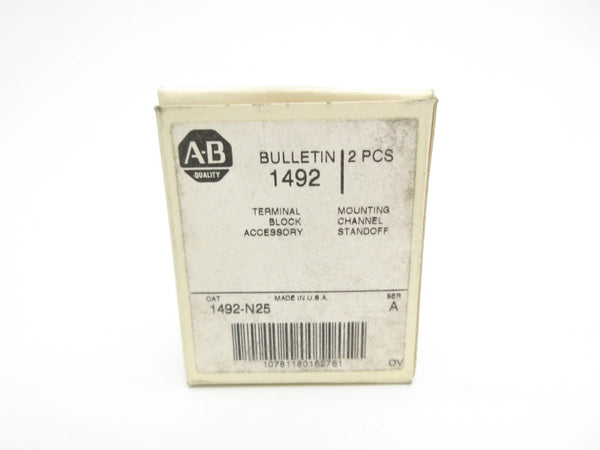 A-B
QUALITY
BULLETIN 2 PCS
1492
TERMINAL MOUNTING
BLOCK CHANNEL
ACCESSORY STANDOFF
CAT MADE IN U.S.A. SER
1492-N25 A
10781180152761
OV